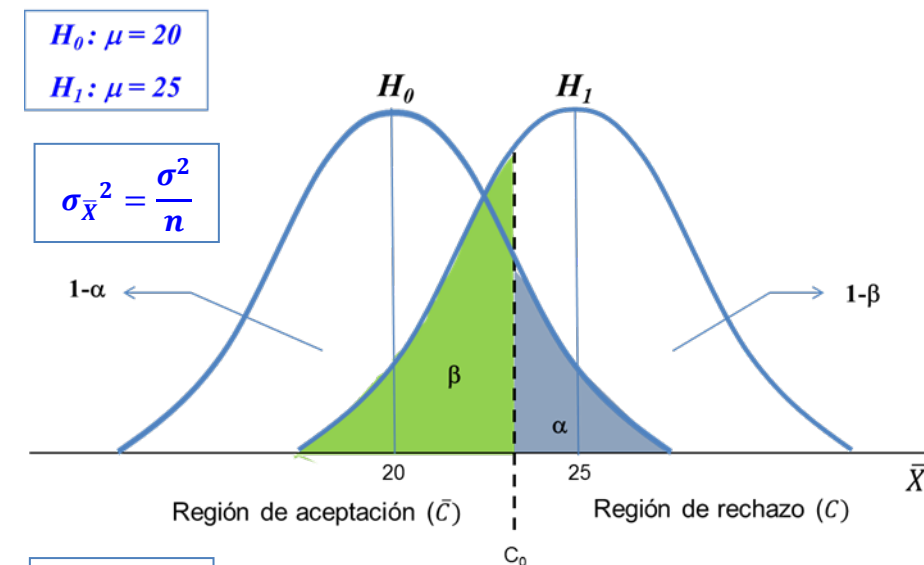 H₀: μ = 20
H₁: μ = 25
H₀ H₁
σ_X̄² = σ²/n
1-α 1-β
β
α
20 25
X̄
Región de aceptación (C̄) Región de rechazo (C)
C₀